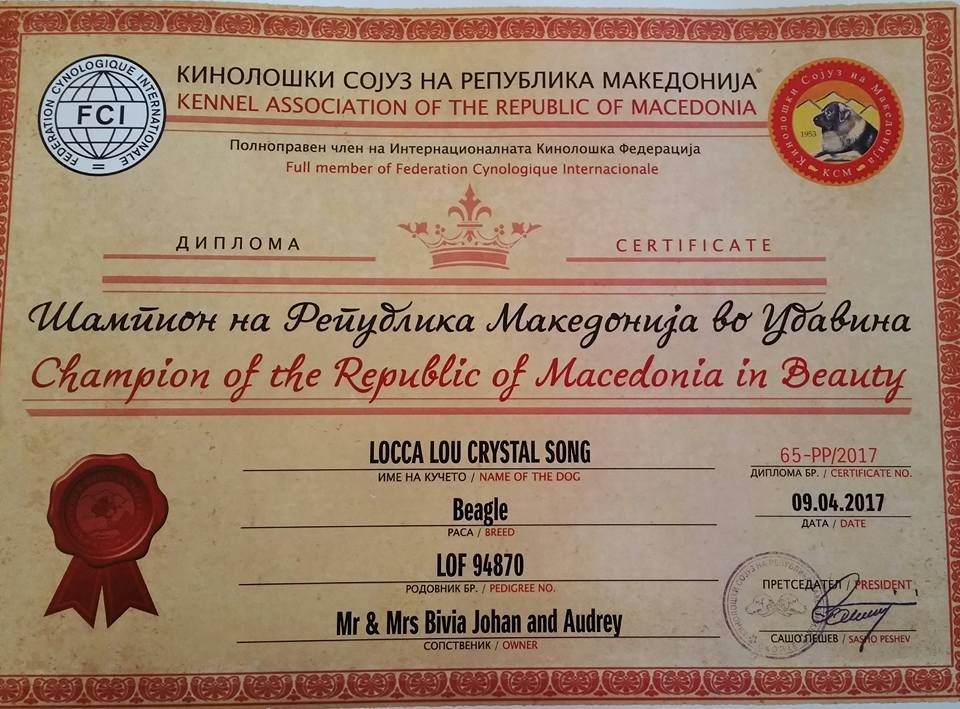 FEDERATION CYNOLOGIQUE INTERNATIONALE
FCI
КИНОЛОШКИ СОЈУЗ НА РЕПУБЛИКА МАКЕДОНИЈА
KENNEL ASSOCIATION OF THE REPUBLIC OF MACEDONIA
Полноправен член на Интернационалната Кинолошка Федерација
Full member of Federation Cynologique Internacionale
Кинолошки Сојуз на Македонија
1953
КСМ
ДИПЛОМА
CERTIFICATE
Шампион на Република Македонија во Убавина
Champion of the Republic of Macedonia in Beauty
LOCCA LOU CRYSTAL SONG
ИМЕ НА КУЧЕТО / NAME OF THE DOG
65-PP/2017
ДИПЛОМА БР. / CERTIFICATE NO.
Beagle
РАСА / BREED
09.04.2017
ДАТА / DATE
LOF 94870
РОДОВНИК БР. / PEDIGREE NO.
ПРЕТСЕДАТЕЛ / PRESIDENT
Mr & Mrs Bivia Johan and Audrey
СОПСТВЕНИК / OWNER
САШО ПЕШЕВ / SASHO PESHEV